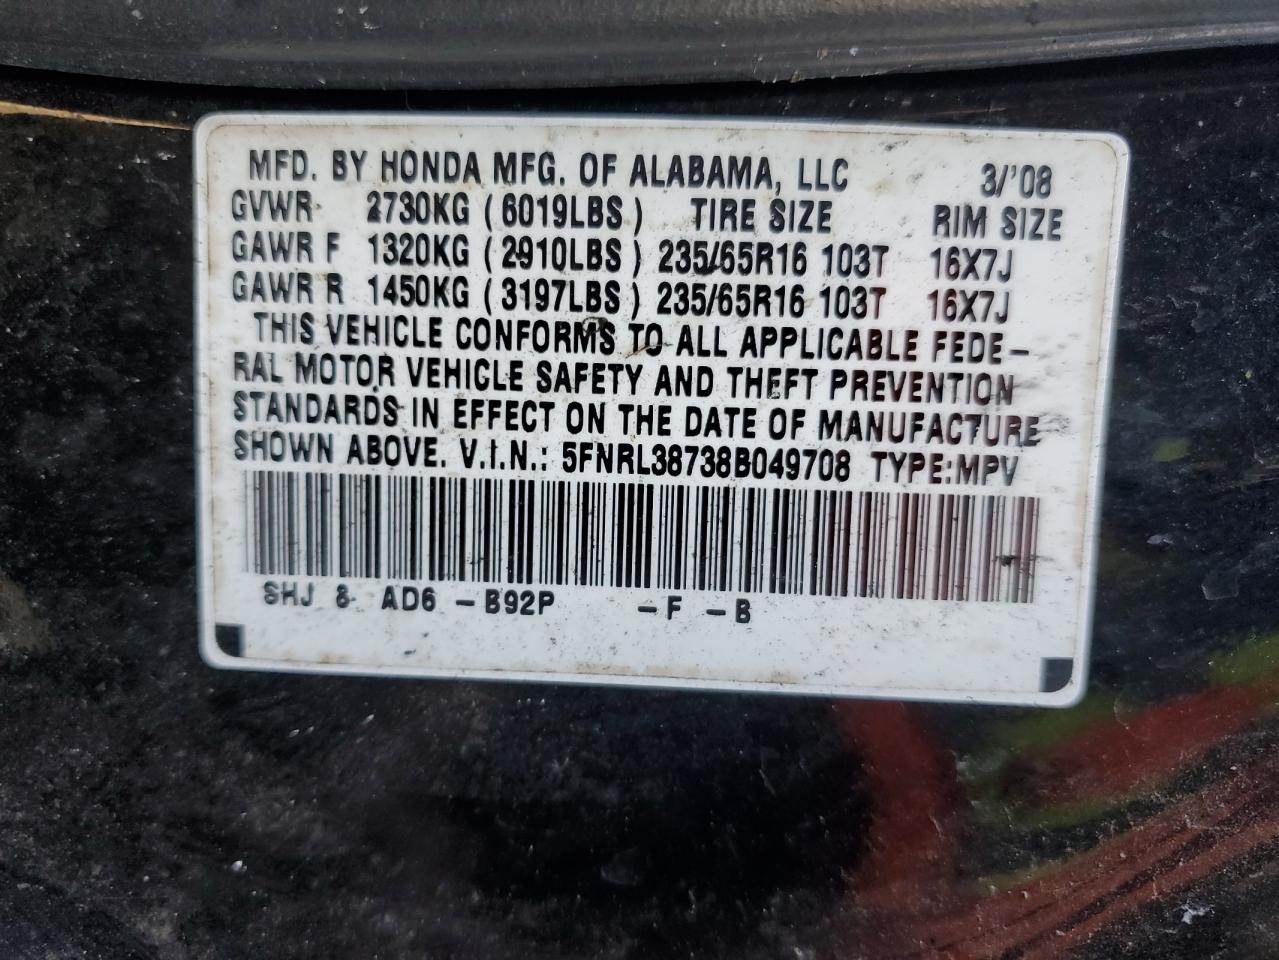 MFD. BY HONDA MFG. OF ALABAMA, LLC 3/'08
GVWR 2730KG (6019LBS) TIRE SIZE RIM SIZE
GAWR F 1320KG (2910LBS) 235/65R16 103T 16X7J
GAWR R 1450KG (3197LBS) 235/65R16 103T 16X7J
THIS VEHICLE CONFORMS TO ALL APPLICABLE FEDE-
RAL MOTOR VEHICLE SAFETY AND THEFT PREVENTION
STANDARDS IN EFFECT ON THE DATE OF MANUFACTURE
SHOWN ABOVE. V.I.N.: 5FNRL38738B049708 TYPE:MPV
SHJ 8 AD6 -B92P -F -B